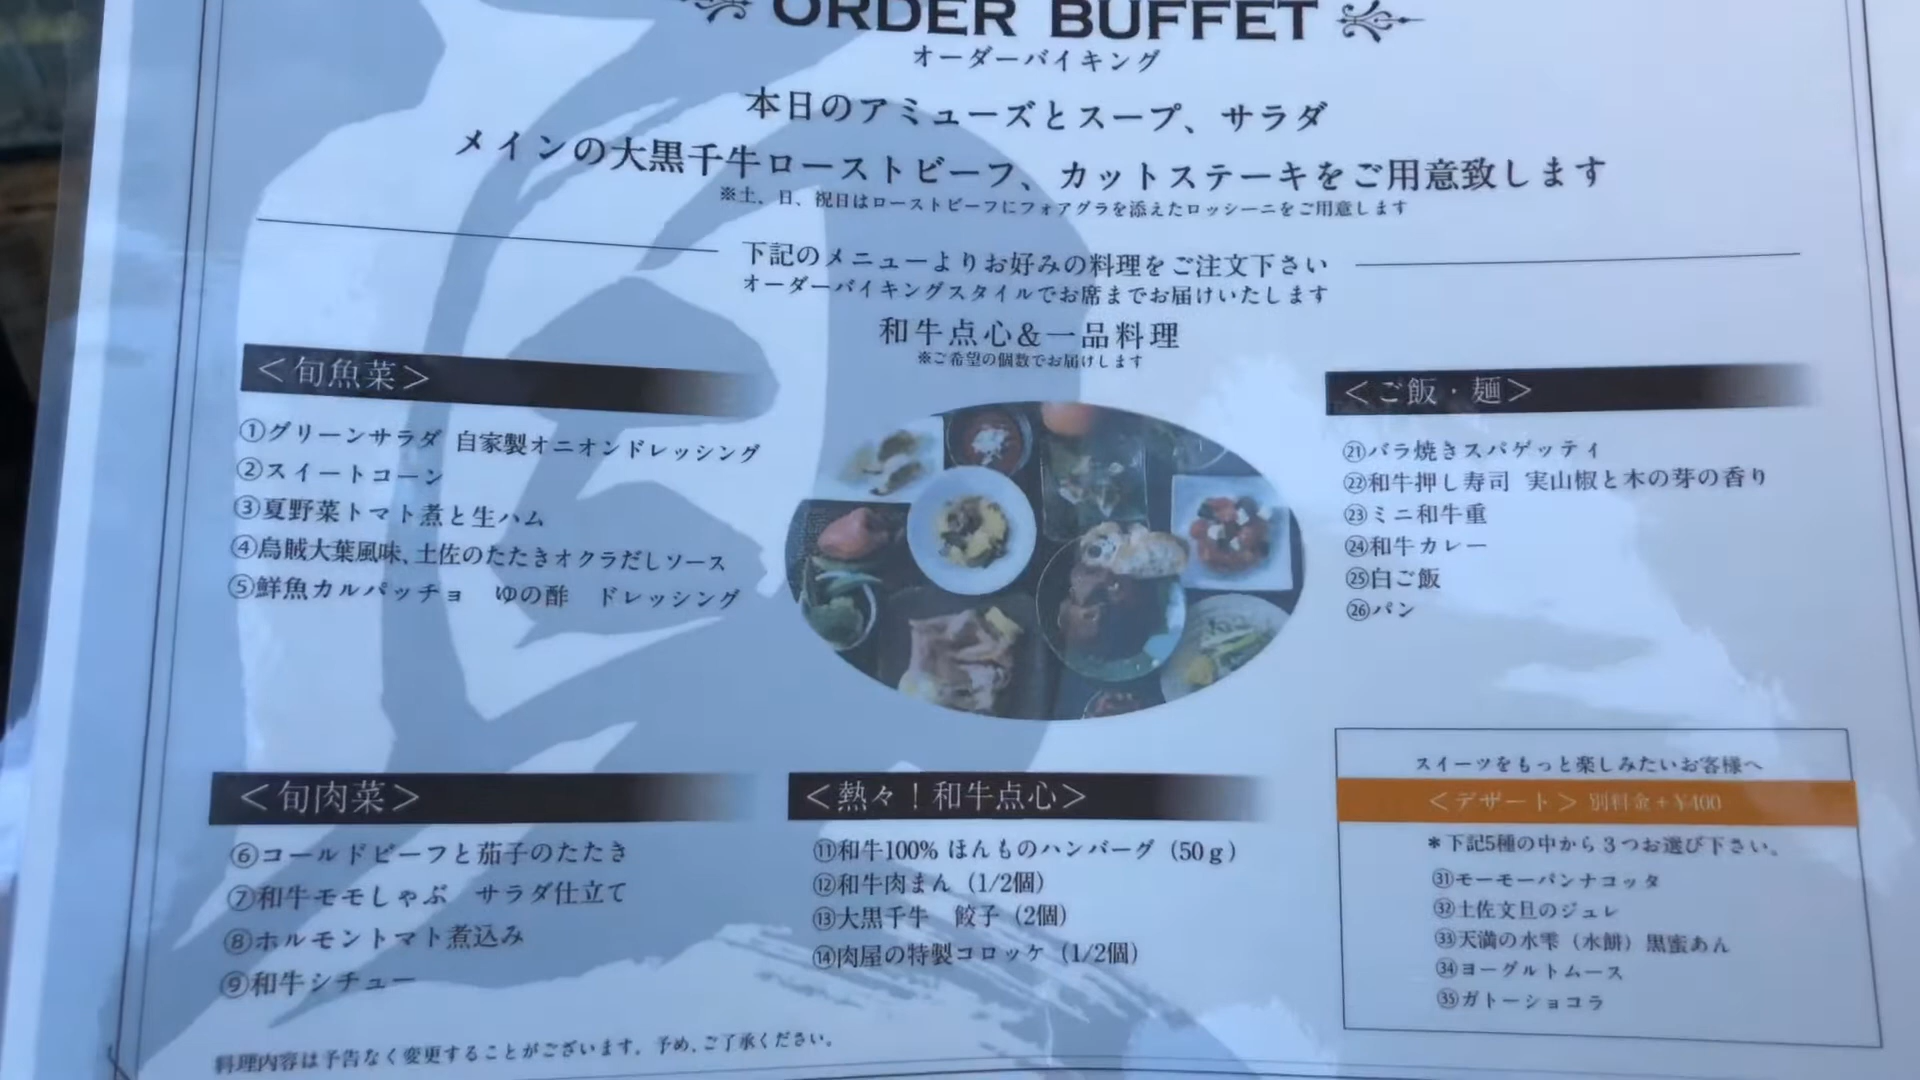 ORDER BUFFET
オーダーバイキング
本日のアミューズとスープ、サラダ
メインの大黒千牛ローストビーフ、カットステーキをご用意致します
※土、日、祝日はローストビーフにフォアグラを添えたロッシーニをご用意します
下記のメニューよりお好みの料理をご注文下さい
オーダーバイキングスタイルでお席までお届けいたします
和牛点心&一品料理
※ご希望の個数でお届けします
＜旬魚菜＞
①グリーンサラダ 自家製オニオンドレッシング
②スイートコーン
③夏野菜トマト煮と生ハム
④烏賊大葉風味、土佐のたたきオクラだしソース
⑤鮮魚カルパッチョ　ゆの酢　ドレッシング
＜ご飯・麺＞
㉑バラ焼きスパゲッティ
㉒和牛押し寿司 実山椒と木の芽の香り
㉓ミニ和牛重
㉔和牛カレー
㉕白ご飯
㉖パン
＜旬肉菜＞
⑥コールドビーフと茄子のたたき
⑦和牛モモしゃぶ　サラダ仕立て
⑧ホルモントマト煮込み
⑨和牛シチュー
＜熱々！和牛点心＞
⑪和牛100% ほんものハンバーグ（50ｇ）
⑫和牛肉まん（1/2個）
⑬大黒千牛　餃子（2個）
⑭肉屋の特製コロッケ（1/2個）
スイーツをもっと楽しみたいお客様へ
＜デザート＞ 別料金＋¥400
＊下記5種の中から３つお選び下さい。
㉛モーモーパンナコッタ
㉜土佐文旦のジュレ
㉝天満の水雫（水餅）黒蜜あん
㉞ヨーグルトムース
㉟ガトーショコラ
料理内容は予告なく変更することがございます。予め、ご了承ください。